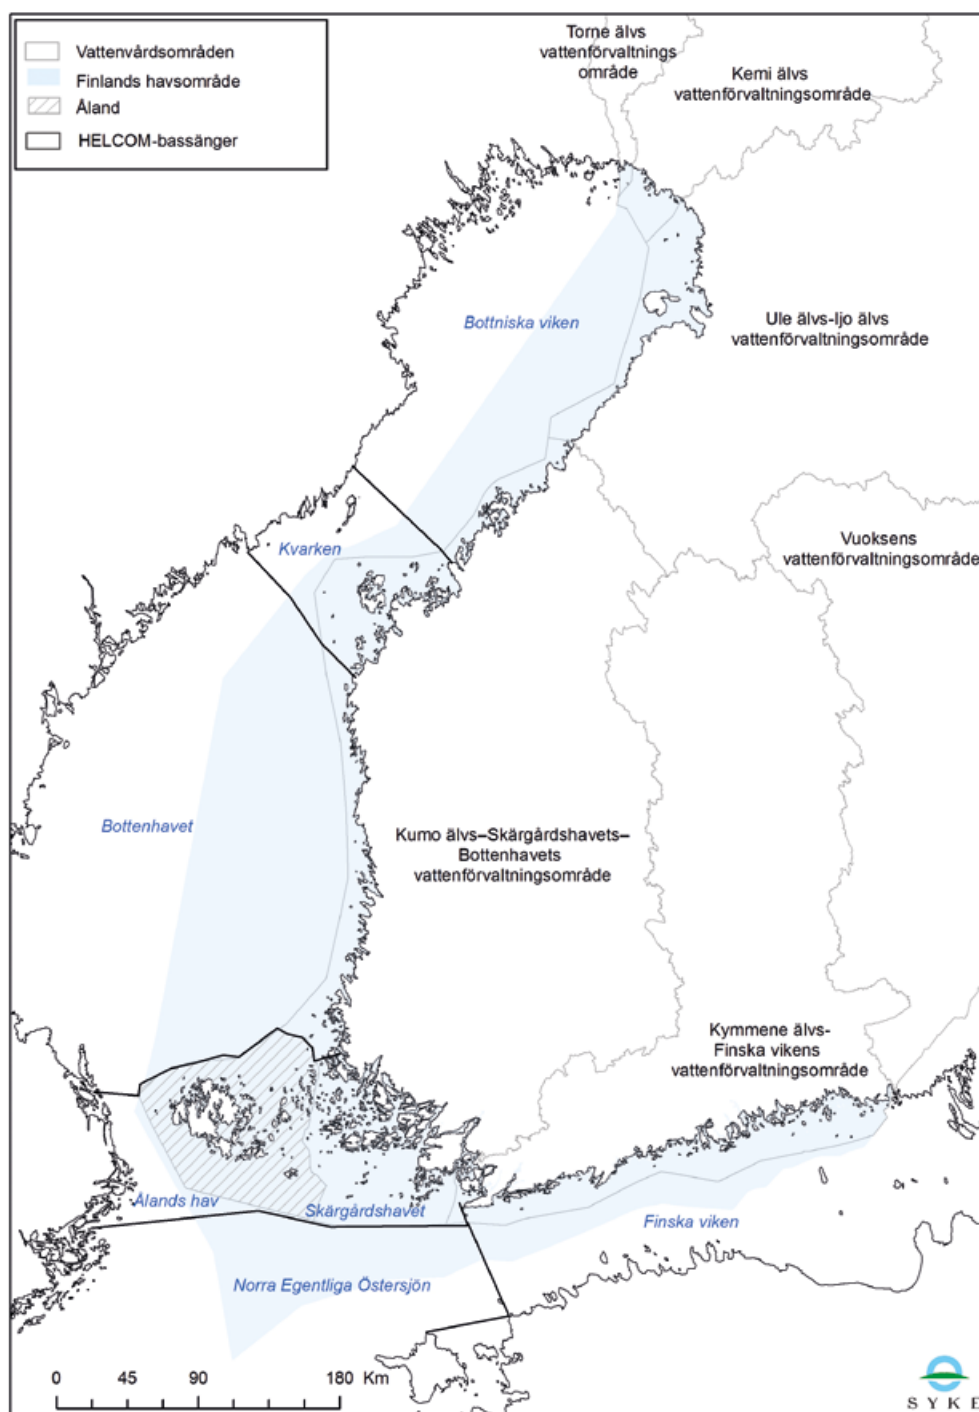 Vattenvårdsområden
Finlands havsområde
Åland
HELCOM-bassänger
Torne älvs
vattenförvaltnings
område
Kemi älvs
vattenförvaltningsområde
Bottniska viken
Ule älvs-Ijo älvs
vattenförvaltningsområde
Kvarken
Vuoksens
vattenförvaltningsområde
Bottenhavet
Kumo älvs–Skärgårdshavets–
Bottenhavets
vattenförvaltningsområde
Kymmene älvs-
Finska vikens
vattenförvaltningsområde
Ålands hav
Skärgårdshavet
Finska viken
Norra Egentliga Östersjön
0 45 90 180 Km
SYKE